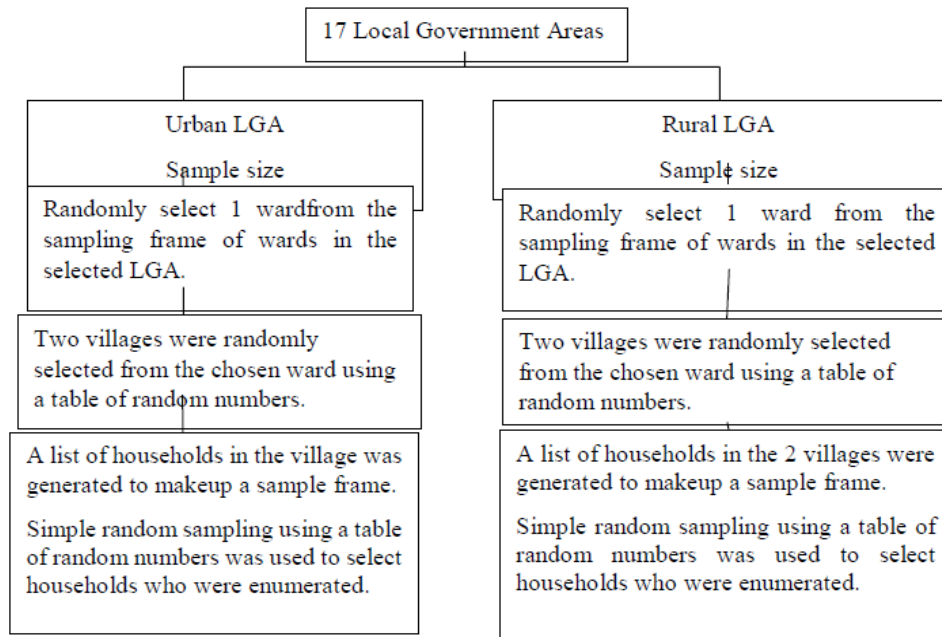 17 Local Government Areas
Urban LGA
Sample size
Randomly select 1 wardfrom the
sampling frame of wards in the
selected LGA.
Two villages were randomly
selected from the chosen ward using
a table of random numbers.
A list of households in the village was
generated to makeup a sample frame.
Simple random sampling using a table
of random numbers was used to select
households who were enumerated.
Rural LGA
Sample size
Randomly select 1 ward from the
sampling frame of wards in the selected
LGA.
Two villages were randomly selected
from the chosen ward using a table of
random numbers.
A list of households in the 2 villages were
generated to makeup a sample frame.
Simple random sampling using a table of
random numbers was used to select
households who were enumerated.